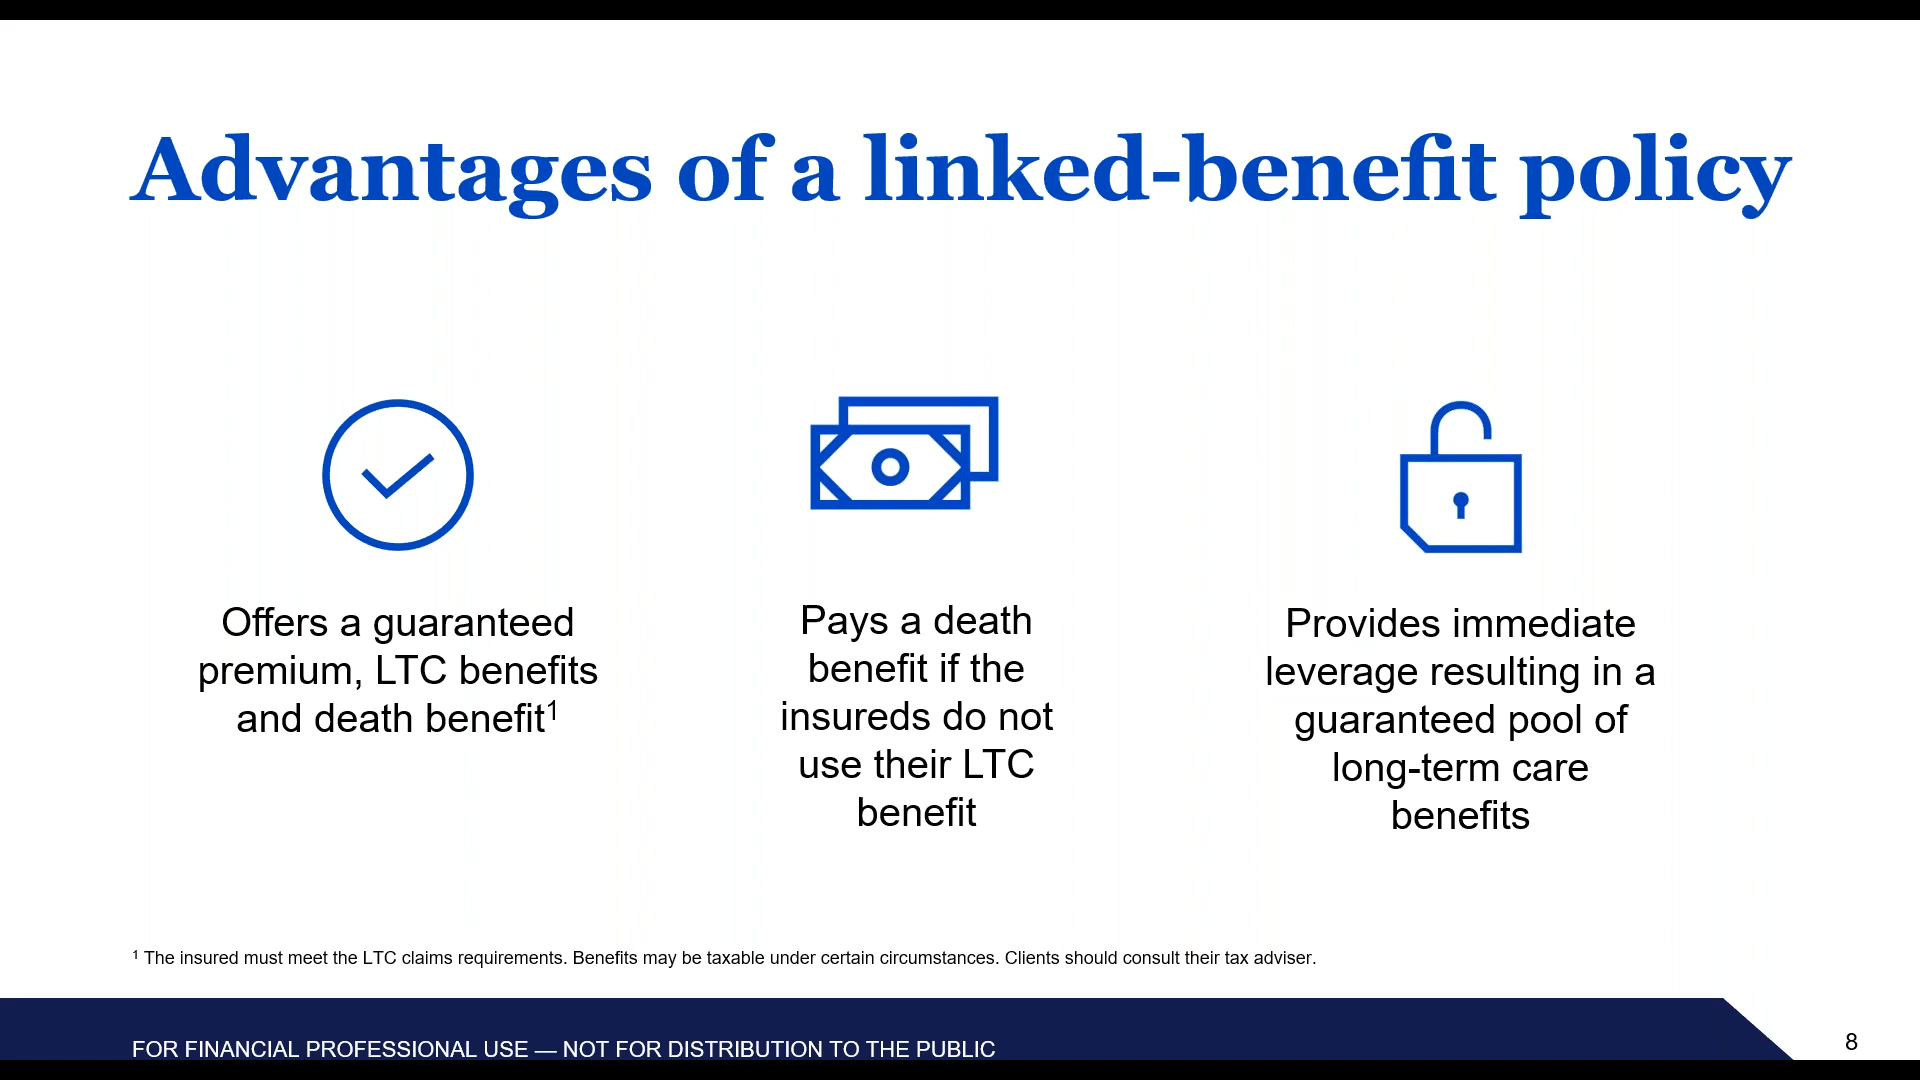 Advantages of a linked-benefit policy
Offers a guaranteed
premium, LTC benefits
and death benefit¹
Pays a death
benefit if the
insureds do not
use their LTC
benefit
Provides immediate
leverage resulting in a
guaranteed pool of
long-term care
benefits
¹ The insured must meet the LTC claims requirements. Benefits may be taxable under certain circumstances. Clients should consult their tax adviser.
FOR FINANCIAL PROFESSIONAL USE — NOT FOR DISTRIBUTION TO THE PUBLIC
8